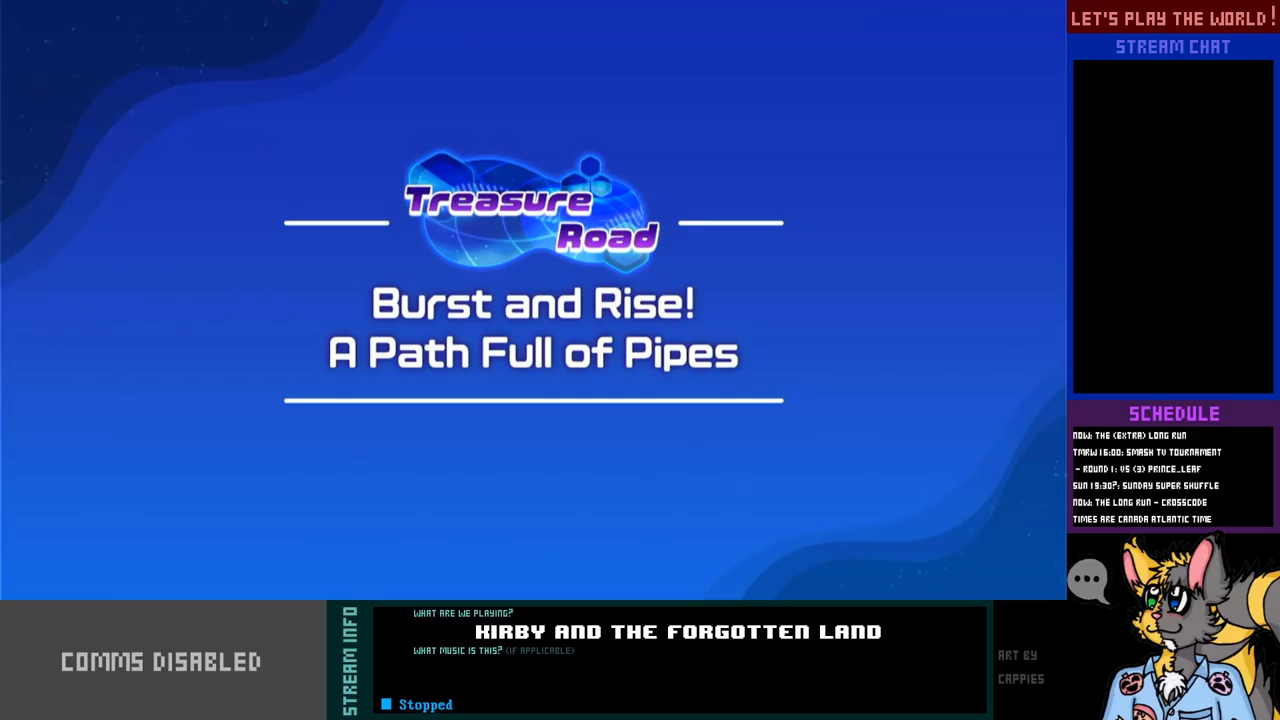 LET'S PLAY THE WORLD!
STREAM CHAT
Treasure
Road
Burst and Rise!
A Path Full of Pipes
SCHEDULE
NOW: THE (EXTRA) LONG RUN
TMRW 16:00: SMASH TV TOURNAMENT
- ROUND 1: VS (3) PRINCE_LEAF
SUN 19:30?: SUNDAY SUPER SHUFFLE
NOW: THE LONG RUN - CROSSCODE
TIMES ARE CANADA ATLANTIC TIME
COMMS DISABLED
STREAM INFO
WHAT ARE WE PLAYING?
KIRBY AND THE FORGOTTEN LAND
WHAT MUSIC IS THIS? (IF APPLICABLE)
Stopped
ART BY
CAPPIES